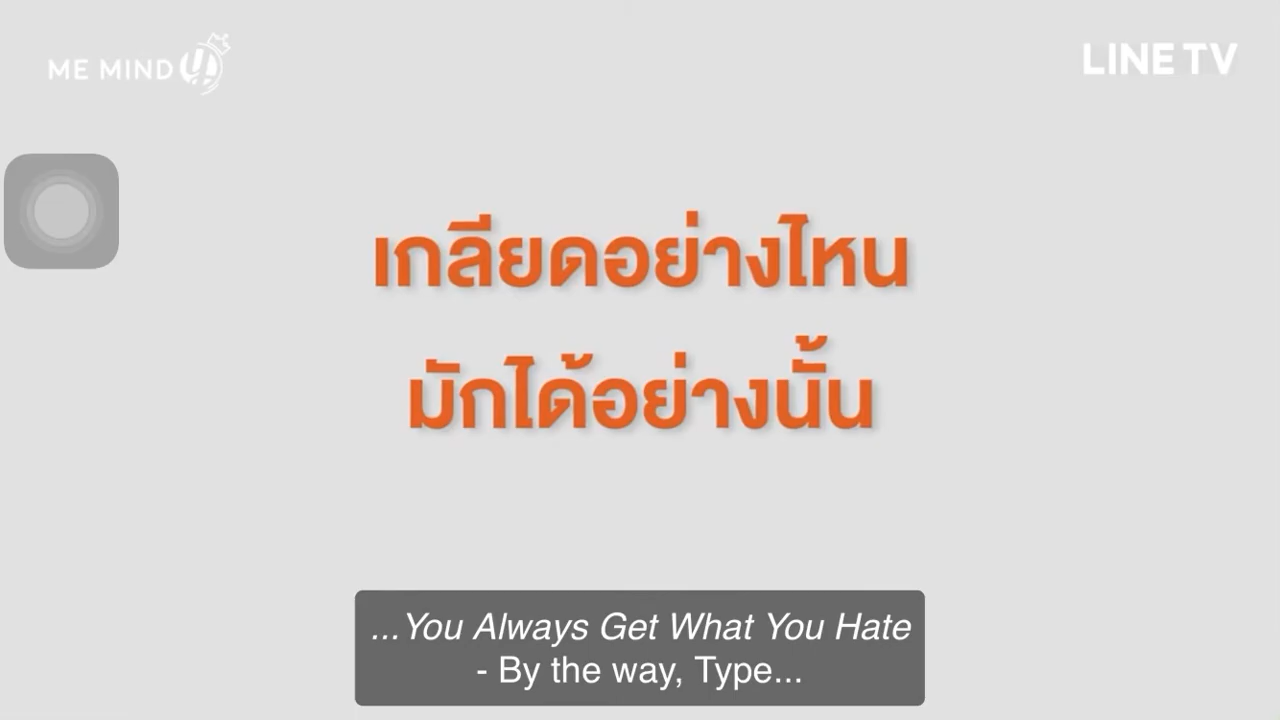 ME MIND Y
LINE TV
เกลียดอย่างไหน
มักได้อย่างนั้น
...You Always Get What You Hate
- By the way, Type...